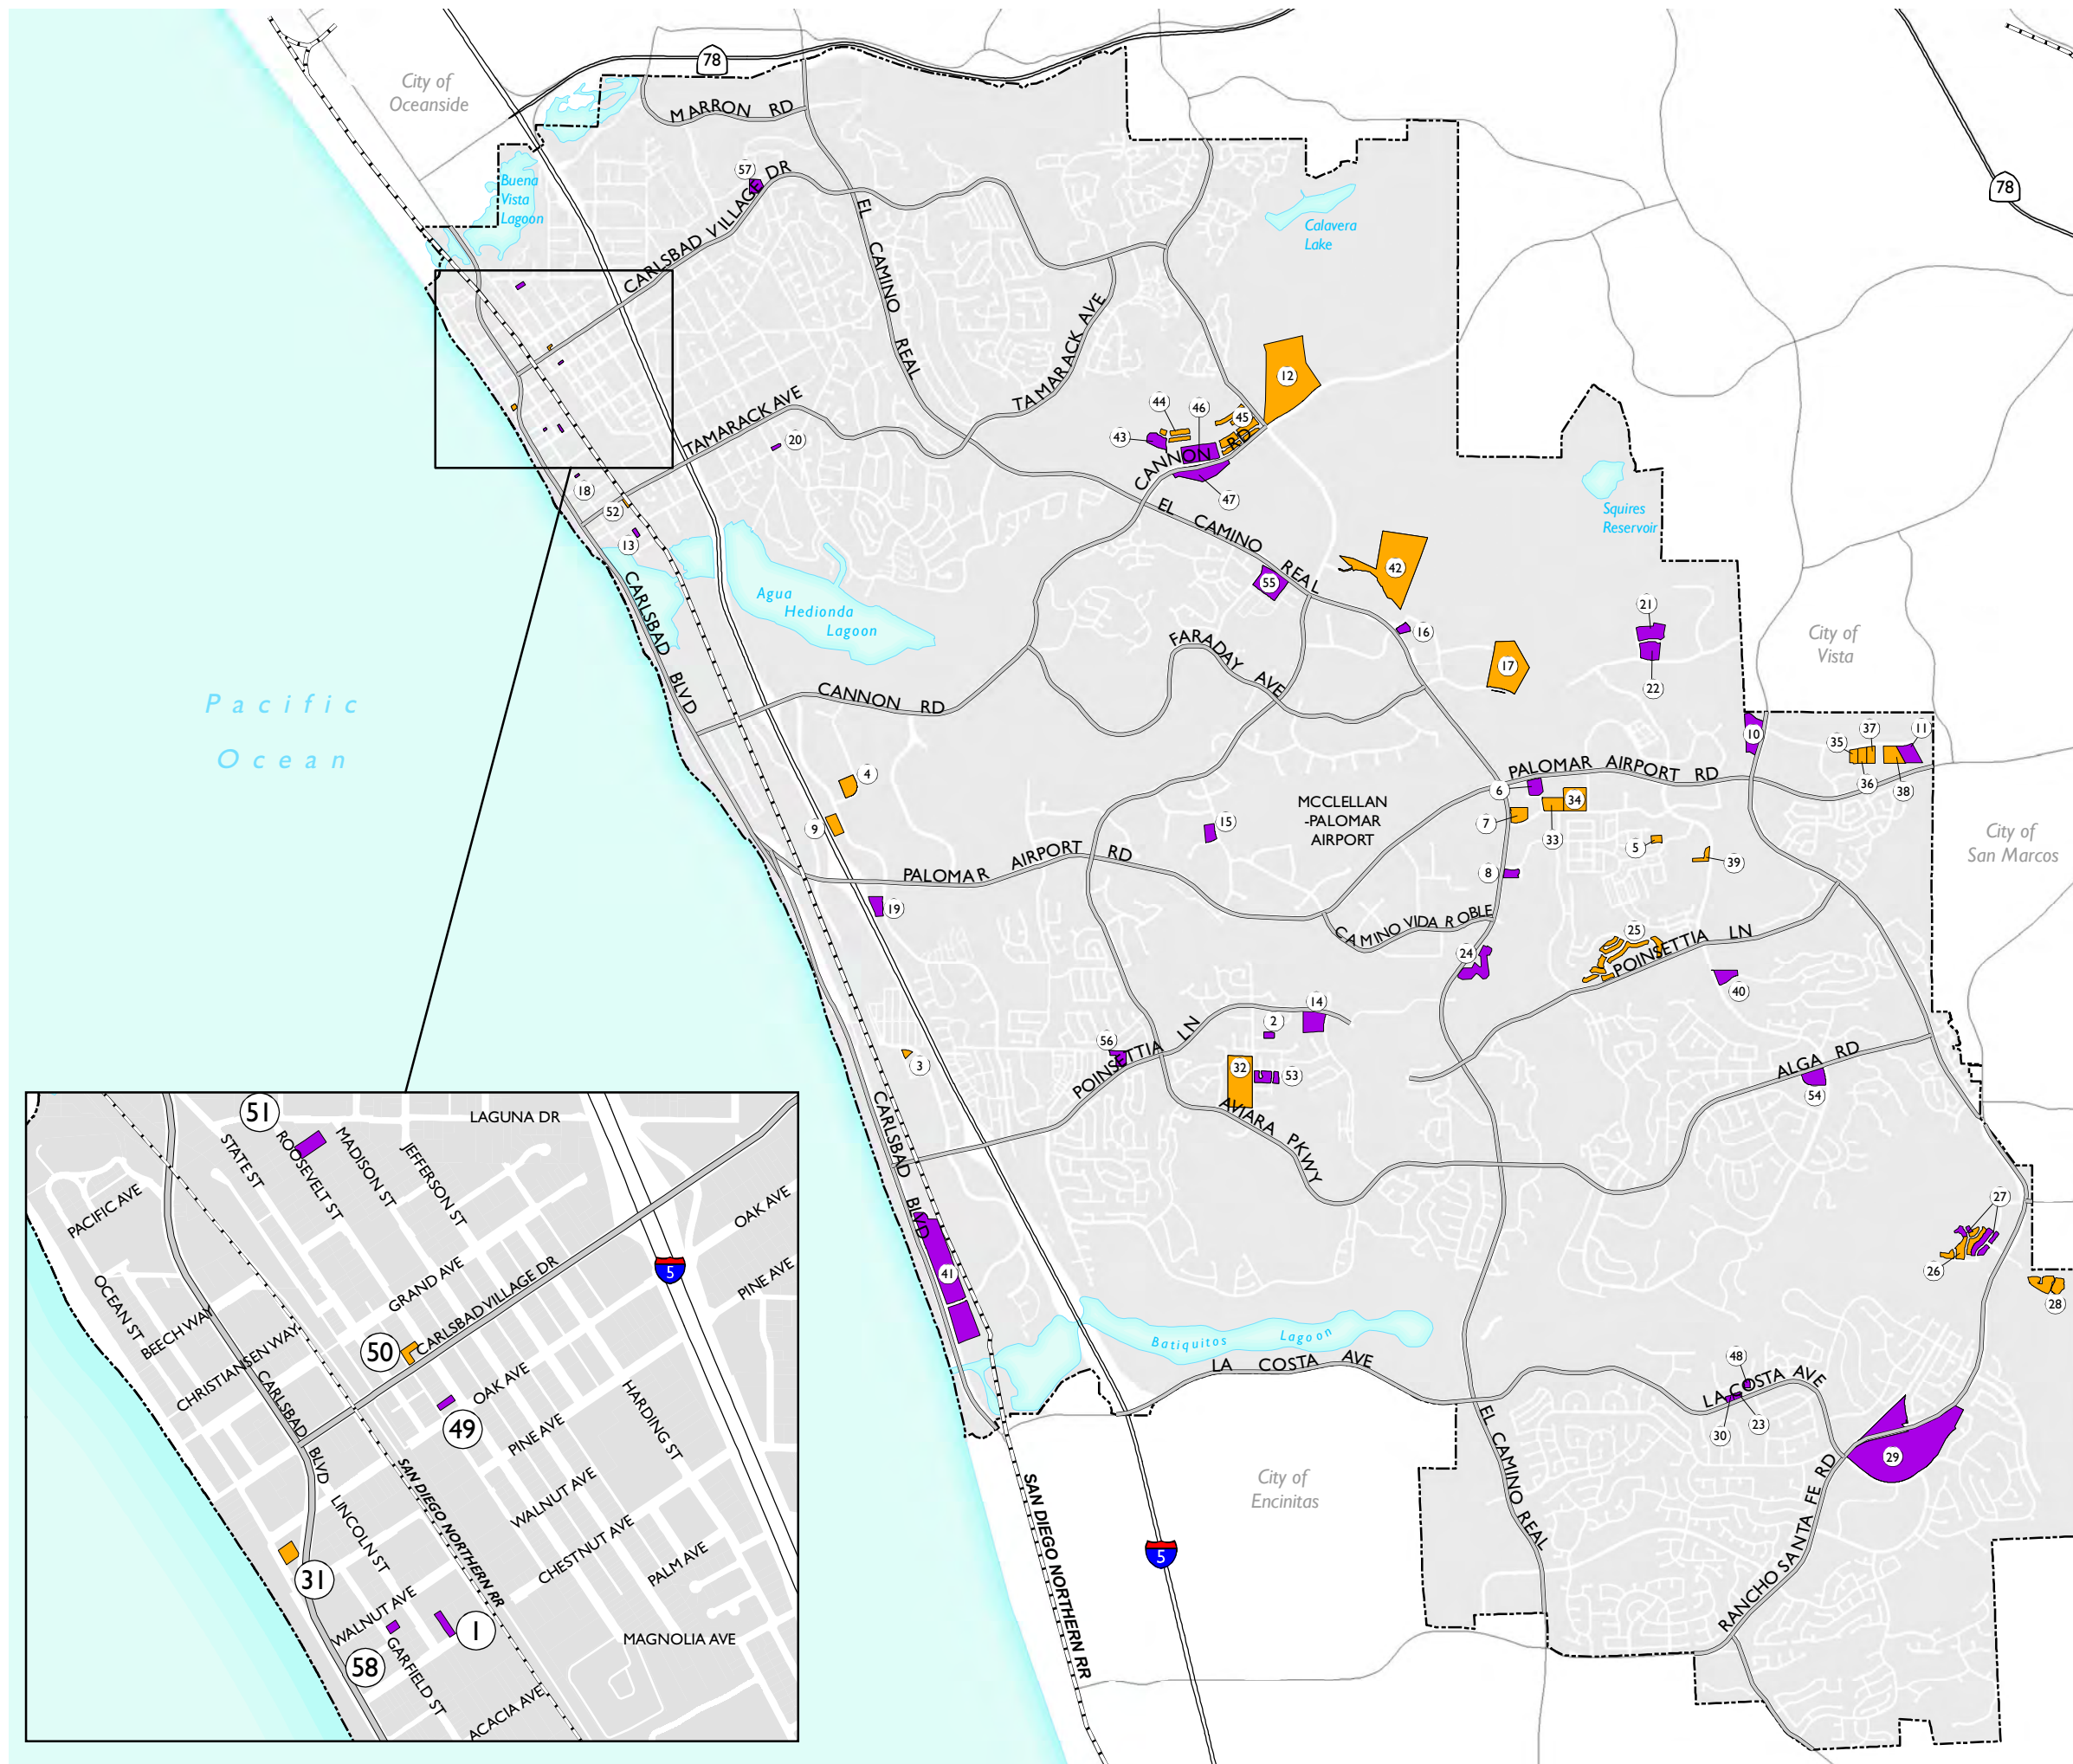 78
City of
Oceanside
MARRON RD
78
57
CARLSBAD VILLAGE DR
Buena
Vista
Lagoon
EL CAMINO REAL
Calavera
Lake
TAMARACK AVE
12
TAMARACK AVE
44
46
45
43
20
CANNON RD
47
18
52
13
EL CAMINO REAL
Squires
Reservoir
42
55
CARLSBAD BLVD
Agua
Hedionda
Lagoon
16
21
FARADAY AVE
17
22
City of
Vista
Pacific
Ocean
CANNON RD
10
35
37
11
36
38
4
PALOMAR AIRPORT RD
6
34
MCCLELLAN
-PALOMAR
AIRPORT
9
15
7
33
5
39
City of
San Marcos
PALOMAR AIRPORT RD
8
19
CAMINO VIDA ROBLE
25
POINSETTIA LN
24
40
14
2
56
POINSETTIA LN
3
32
53
ALGA RD
54
AVIARA PKWY
CARLSBAD BLVD
27
26
28
41
Batiquitos Lagoon
LA COSTA AVE
48
LA COSTA AVE
30
23
29
EL CAMINO REAL
City of
Encinitas
RANCHO SANTA FE RD
SAN DIEGO NORTHERN RR
5
51
LAGUNA DR
STATE ST
ROOSEVELT ST
MADISON ST
JEFFERSON ST
PACIFIC AVE
OAK AVE
5
GRAND AVE
PINE AVE
OCEAN ST
BEECH WAY
CARLSBAD VILLAGE DR
50
CHRISTIANSEN WAY
CARLSBAD BLVD
OAK AVE
49
HARDING ST
PINE AVE
SAN DIEGO NORTHERN RR
WALNUT AVE
LINCOLN ST
CHESTNUT AVE
PALM AVE
31
WALNUT AVE
1
MAGNOLIA AVE
58
GARFIELD ST
ACACIA AVE